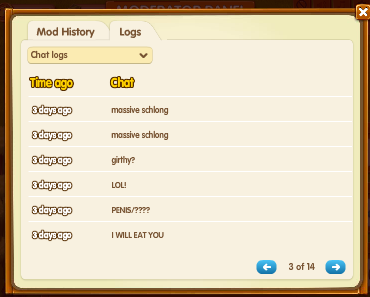 MODERATOR PANEL
Mod History Logs
Chat logs
Time ago Chat
3 days ago massive schlong
3 days ago massive schlong
3 days ago girthy?
3 days ago LOL!
3 days ago PENIS/????
3 days ago I WILL EAT YOU
3 of 14